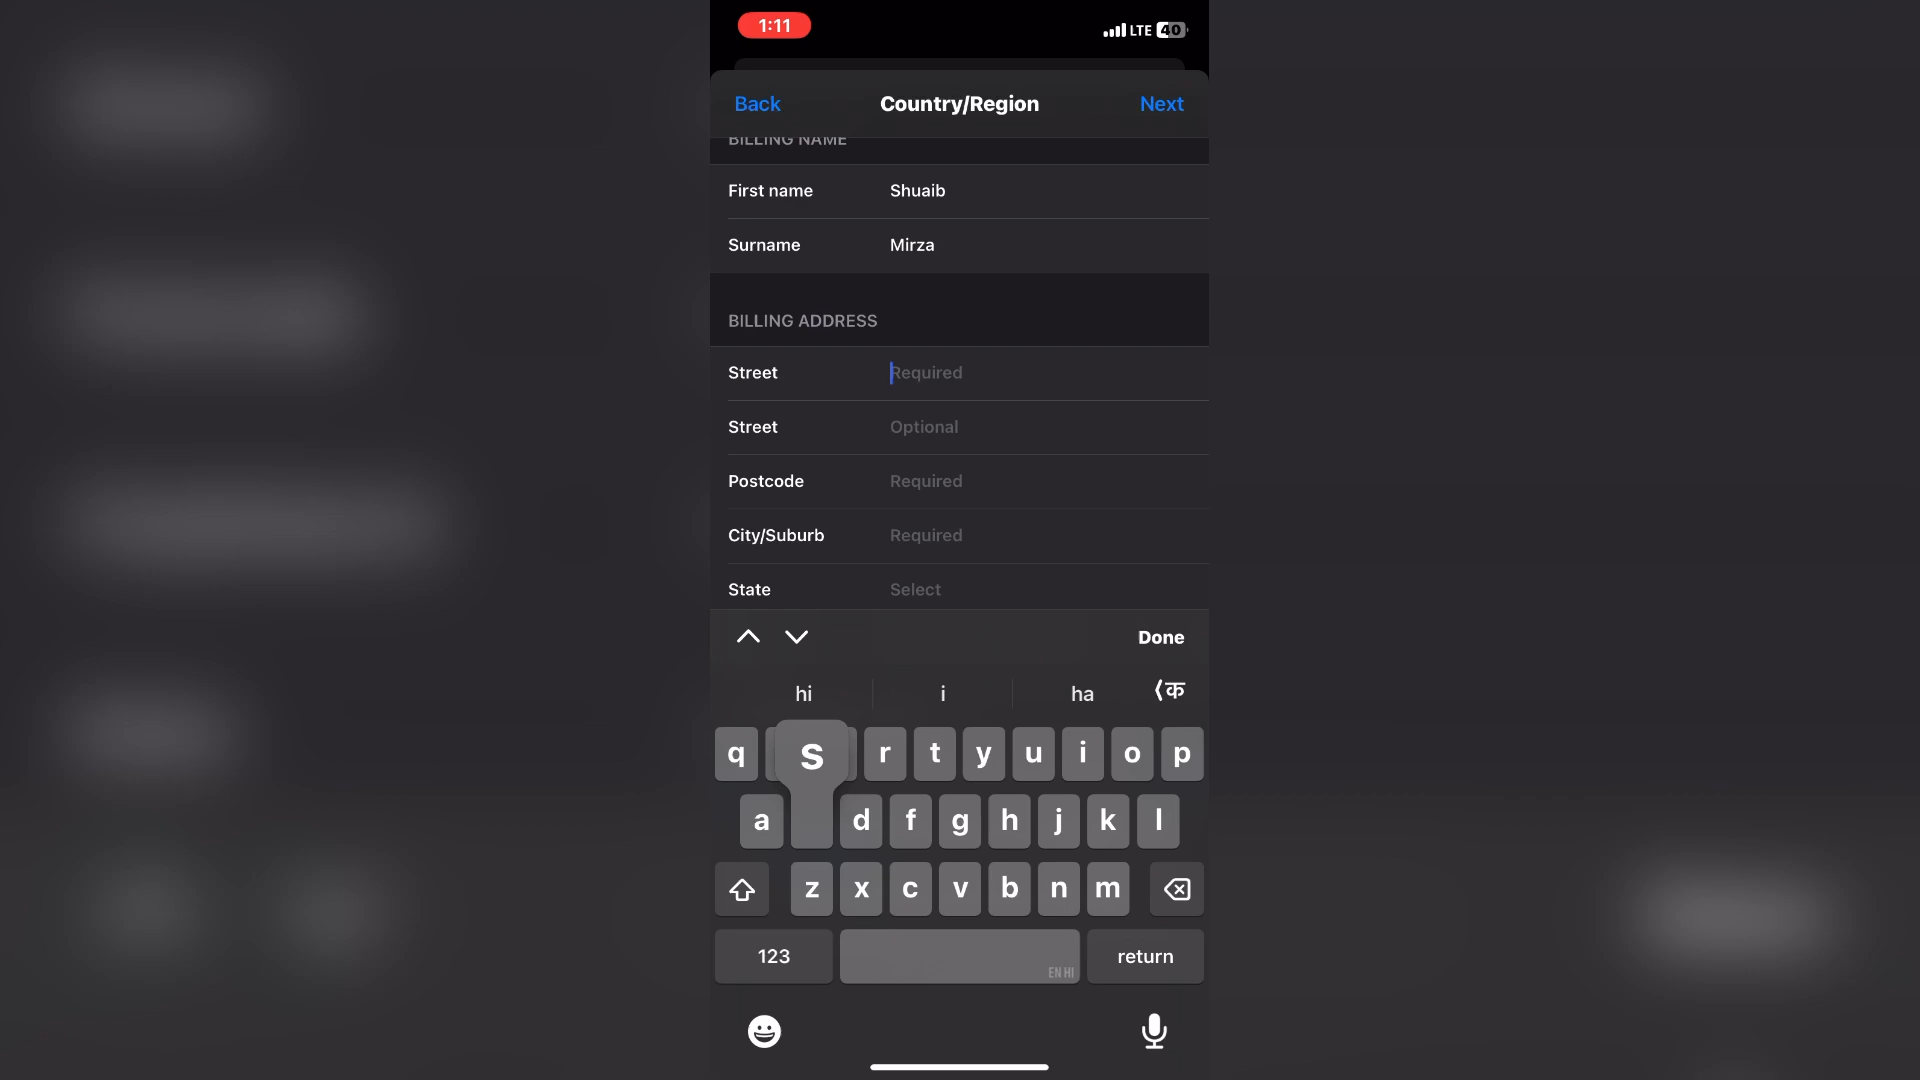 1:11 LTE 40
Back Country/Region Next
BILLING NAME
First name Shuaib
Surname Mirza
BILLING ADDRESS
Street Required
Street Optional
Postcode Required
City/Suburb Required
State Select
Done
hi i ha क
q s r t y u i o p
a d f g h j k l
z x c v b n m
123 EN HI return